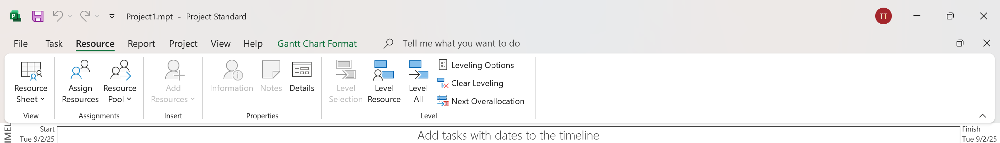 Project1.mpt - Project Standard
TT
File Task Resource Report Project View Help Gantt Chart Format Tell me what you want to do
Resource Sheet
Assign Resources
Resource Pool
Add Resources
Information
Notes
Details
Level Selection
Level Resource
Level All
Leveling Options
Clear Leveling
Next Overallocation
View
Assignments
Insert
Properties
Level
Start
Tue 9/2/25
Add tasks with dates to the timeline
Finish
Tue 9/2/25